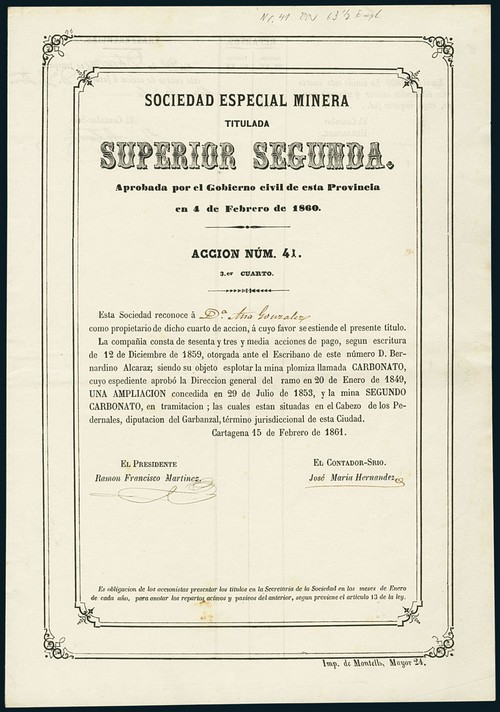 Nr. 41
SOCIEDAD ESPECIAL MINERA
TITULADA
SUPERIOR SEGUNDA.
Aprobada por el Gobierno civil de esta Provincia
en 4 de Febrero de 1860.
ACCION NÚM. 41.
3.er CUARTO.
Esta Sociedad reconoce á D.ª Ana Gonzalez
como propietario de dicho cuarto de accion, á cuyo favor se estiende el presente título.
La compañia consta de sesenta y tres y media acciones de pago, segun escritura
de 12 de Diciembre de 1859, otorgada ante el Escribano de este número D. Ber-
nardino Alcaraz; siendo su objeto esplotar la mina plomiza llamada CARBONATO,
cuyo espediente aprobó la Direccion general del ramo en 20 de Enero de 1849,
UNA AMPLIACION concedida en 29 de Julio de 1853, y la mina SEGUNDO
CARBONATO, en tramitacion; las cuales estan situadas en el Cabezo de los Pe-
dernales, diputacion del Garbanzal, término jurisdiccional de esta Ciudad.
Cartagena 15 de Febrero de 1861.
EL PRESIDENTE
Ramon Francisco Martinez.
EL CONTADOR-SRIO.
José Maria Hernandez
Es obligacion de los accionistas presentar los titulos en la Secretaria de la Sociedad en los meses de Enero
de cada año, para anotar los repartos activos y pasivos del anterior, segun previene el artículo 13 de la ley.
Imp. de Montells, Mayor 24.